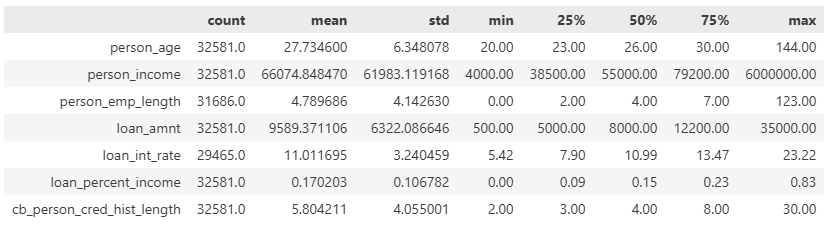 count mean std min 25% 50% 75% max
person_age 32581.0 27.734600 6.348078 20.00 23.00 26.00 30.00 144.00
person_income 32581.0 66074.848470 61983.119168 4000.00 38500.00 55000.00 79200.00 6000000.00
person_emp_length 31686.0 4.789686 4.142630 0.00 2.00 4.00 7.00 123.00
loan_amnt 32581.0 9589.371106 6322.086646 500.00 5000.00 8000.00 12200.00 35000.00
loan_int_rate 29465.0 11.011695 3.240459 5.42 7.90 10.99 13.47 23.22
loan_percent_income 32581.0 0.170203 0.106782 0.00 0.09 0.15 0.23 0.83
cb_person_cred_hist_length 32581.0 5.804211 4.055001 2.00 3.00 4.00 8.00 30.00